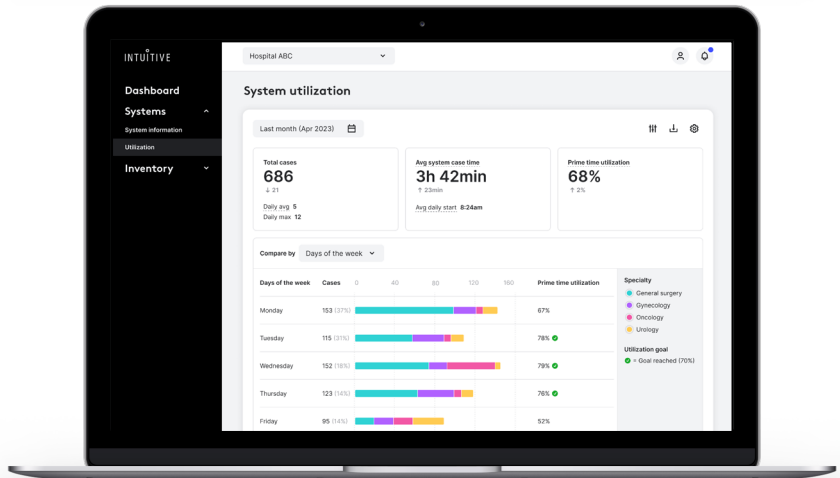 INTUITIVE
Dashboard
Systems
System information
Utilization
Inventory
Hospital ABC
System utilization
Last month (Apr 2023)
Total cases
686
↓ 21
Daily avg 5
Daily max 12
Avg system case time
3h 42min
↑ 23min
Avg daily start 8:24am
Prime time utilization
68%
↑ 2%
Compare by Days of the week
Days of the week Cases 0 40 80 120 160 Prime time utilization
Monday 153 (37%) 67%
Tuesday 115 (31%) 78%
Wednesday 152 (18%) 79%
Thursday 123 (14%) 76%
Friday 95 (14%) 52%
Specialty
General surgery
Gynecology
Oncology
Urology
Utilization goal
= Goal reached (70%)